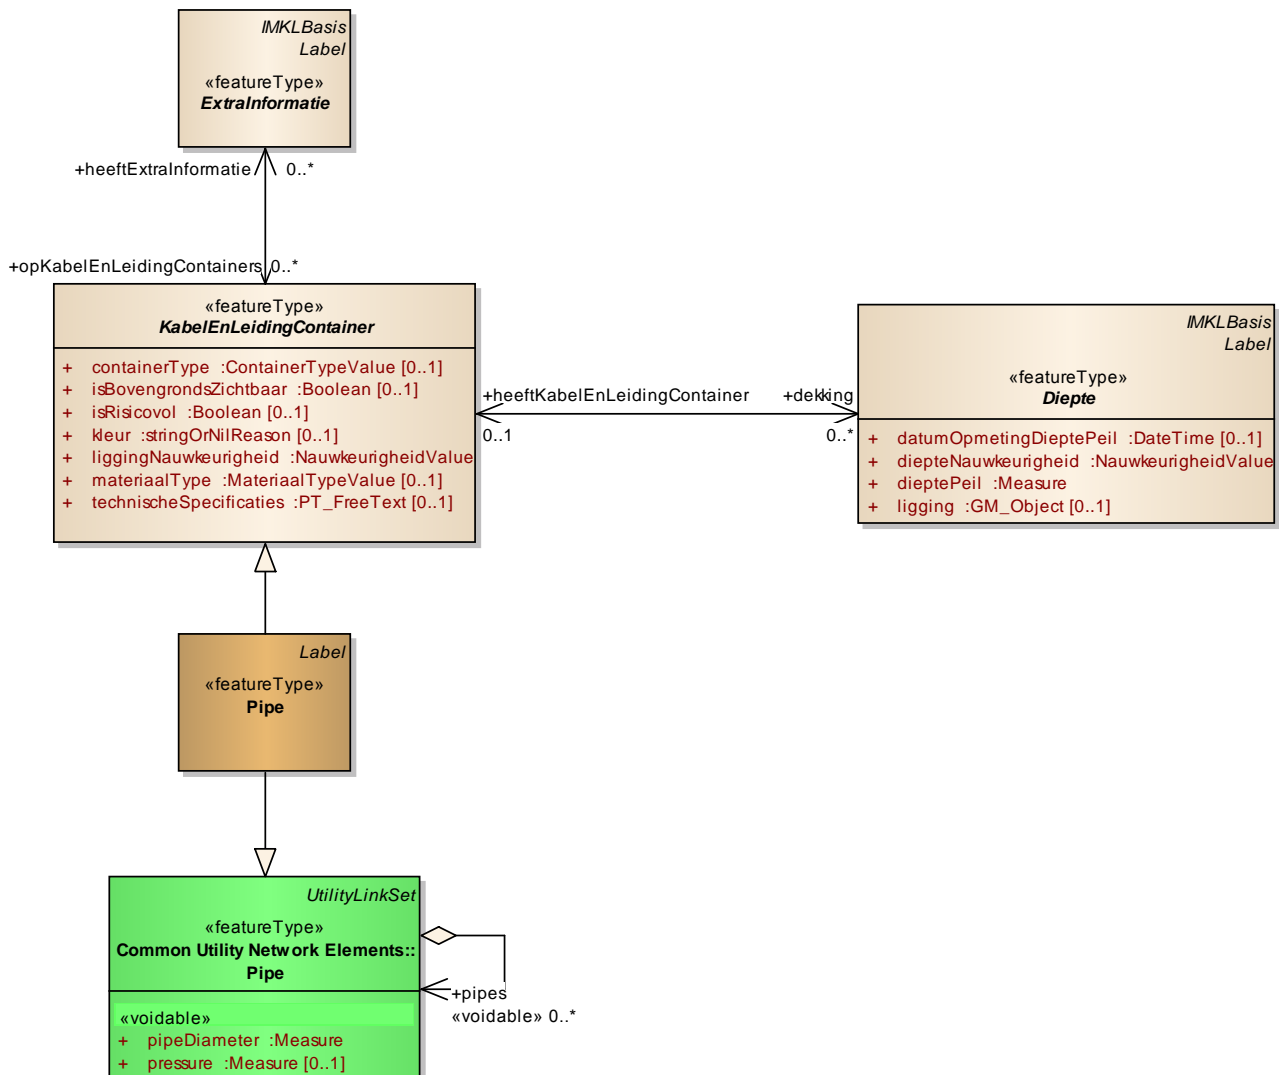 IMKLBasis
Label
«featureType»
ExtraInformatie
+heeftExtraInformatie 0..*
+opKabelEnLeidingContainers 0..*
«featureType»
KabelEnLeidingContainer
+ containerType :ContainerTypeValue [0..1]
+ isBovengrondsZichtbaar :Boolean [0..1]
+ isRisicovol :Boolean [0..1]
+ kleur :stringOrNilReason [0..1]
+ liggingNauwkeurigheid :NauwkeurigheidValue
+ materiaalType :MateriaalTypeValue [0..1]
+ technischeSpecificaties :PT_FreeText [0..1]
+heeftKabelEnLeidingContainer +dekking
0..1 0..*
IMKLBasis
Label
«featureType»
Diepte
+ datumOpmetingDieptePeil :DateTime [0..1]
+ diepteNauwkeurigheid :NauwkeurigheidValue
+ dieptePeil :Measure
+ ligging :GM_Object [0..1]
Label
«featureType»
Pipe
UtilityLinkSet
«featureType»
Common Utility Network Elements::
Pipe
«voidable»
+ pipeDiameter :Measure
+ pressure :Measure [0..1]
+pipes
«voidable» 0..*